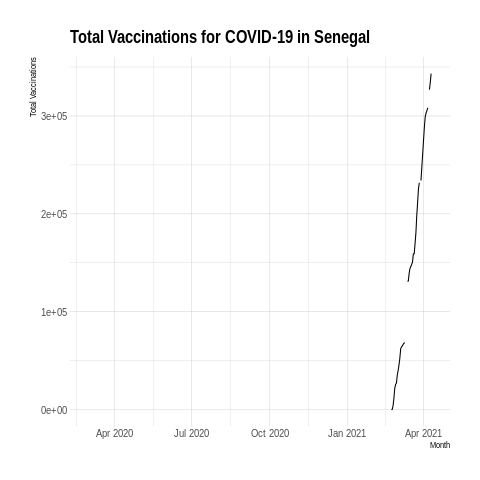 Total Vaccinations for COVID-19 in Senegal
Total Vaccinations
3e+05
2e+05
1e+05
0e+00
Apr 2020 Jul 2020 Oct 2020 Jan 2021 Apr 2021
Month